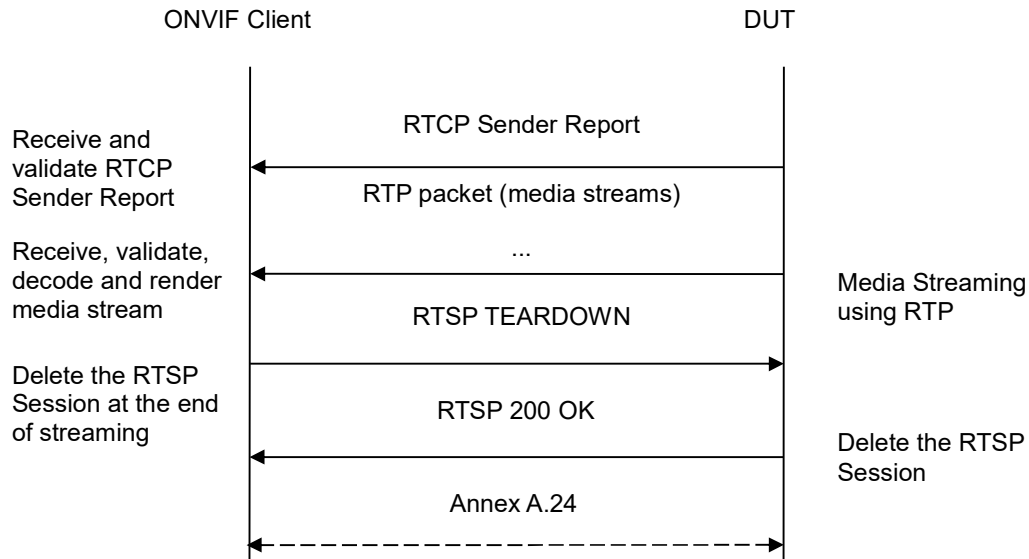 ONVIF Client
DUT
RTCP Sender Report
Receive and
validate RTCP
Sender Report
RTP packet (media streams)
Receive, validate,
decode and render
media stream
...
Media Streaming
using RTP
RTSP TEARDOWN
Delete the RTSP
Session at the end
of streaming
RTSP 200 OK
Delete the RTSP
Session
Annex A.24